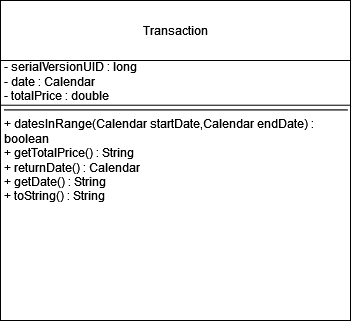 Transaction
- serialVersionUID : long
- date : Calendar
- totalPrice : double
+ datesInRange(Calendar startDate,Calendar endDate) :
boolean
+ getTotalPrice() : String
+ returnDate() : Calendar
+ getDate() : String
+ toString() : String